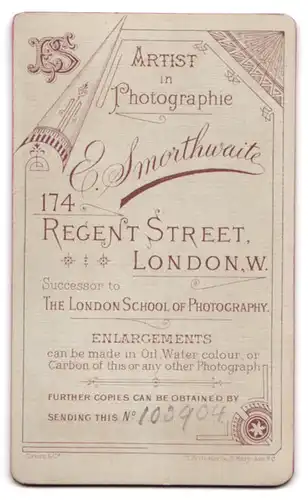 ES
ARTIST
in
Photographie
E. Smorthwaite
174
REGENT STREET,
LONDON, W.
Successor to
THE LONDON SCHOOL OF PHOTOGRAPHY.
ENLARGEMENTS
can be made in Oil, Water colour, or
Carbon of this or any other Photograph
FURTHER COPIES CAN BE OBTAINED BY
SENDING THIS No 103904